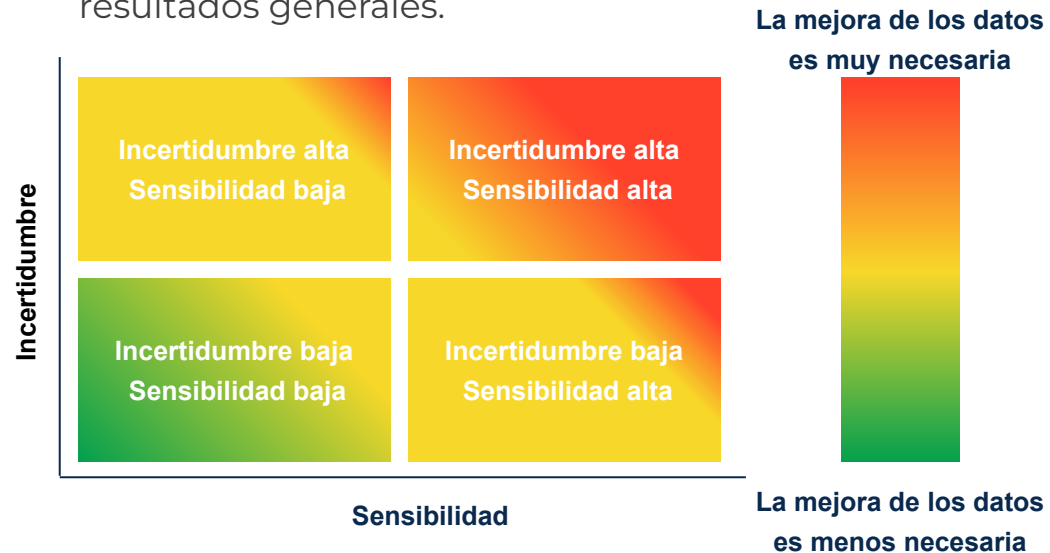 resultados generales.
La mejora de los datos
es muy necesaria
Incertidumbre alta
Sensibilidad baja
Incertidumbre alta
Sensibilidad alta
Incertidumbre
Incertidumbre baja
Sensibilidad baja
Incertidumbre baja
Sensibilidad alta
Sensibilidad
La mejora de los datos
es menos necesaria